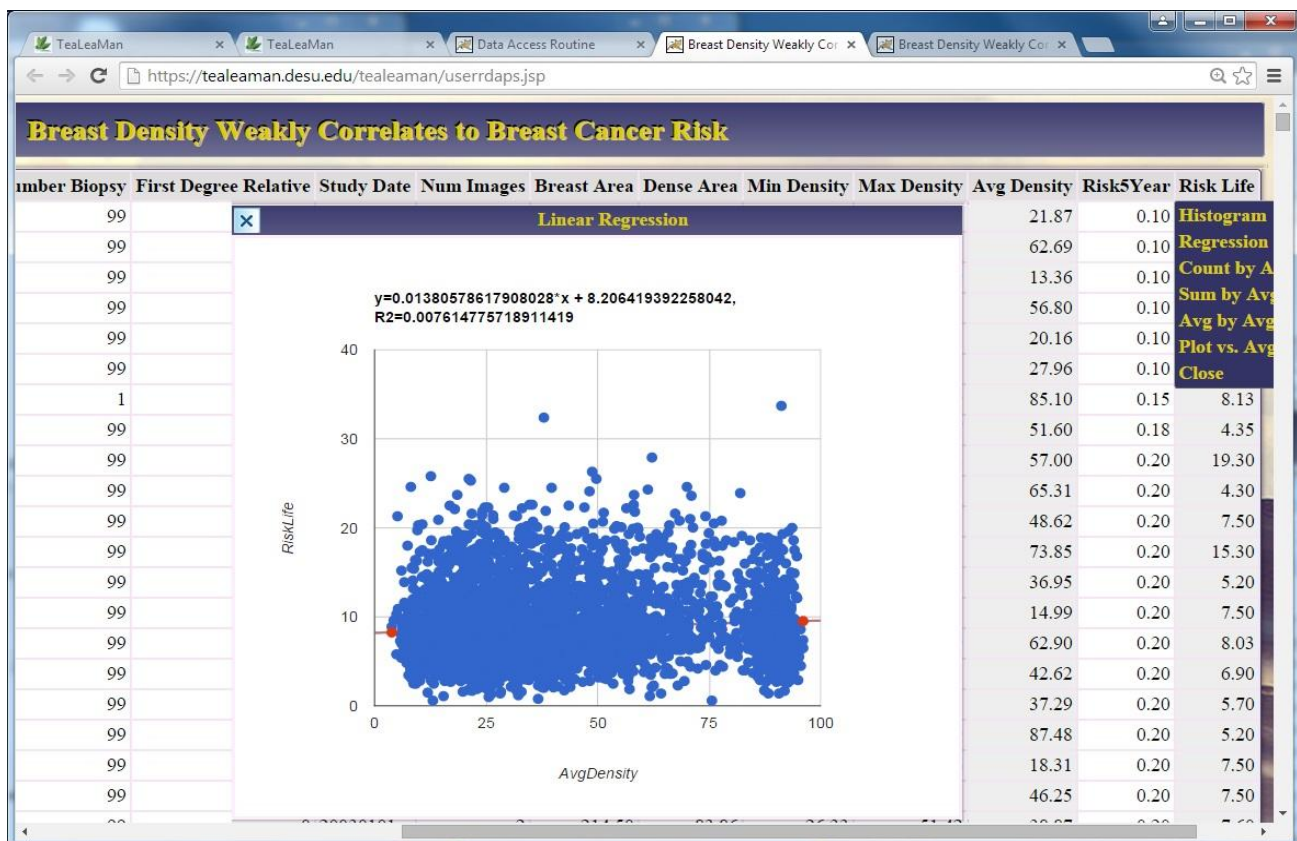 TeaLeaMan
TeaLeaMan
Data Access Routine
Breast Density Weakly Cor
Breast Density Weakly Cor
https://tealeaman.desu.edu/tealeaman/userrdaps.jsp
Breast Density Weakly Correlates to Breast Cancer Risk
Biopsy First Degree Relative Study Date Num Images Breast Area Dense Area Min Density Max Density Avg Density Risk5Year Risk Life
99 21.87 0.10
99 62.69 0.10
99 13.36 0.10
99 56.80 0.10
99 20.16 0.10
99 27.96 0.10
1 85.10 0.15 8.13
99 51.60 0.18 4.35
99 57.00 0.20 19.30
99 65.31 0.20 4.30
99 48.62 0.20 7.50
99 73.85 0.20 15.30
99 36.95 0.20 5.20
99 14.99 0.20 7.50
99 62.90 0.20 8.03
99 42.62 0.20 6.90
99 37.29 0.20 5.70
99 87.48 0.20 5.20
99 18.31 0.20 7.50
99 46.25 0.20 7.50
Histogram
Regression
Count by A
Sum by Avg
Avg by Avg
Plot vs. Avg
Close
Linear Regression
y=0.01380578617908028*x + 8.206419392258042,
R2=0.007614775718911419
40
30
20
10
0
RiskLife
0 25 50 75 100
AvgDensity